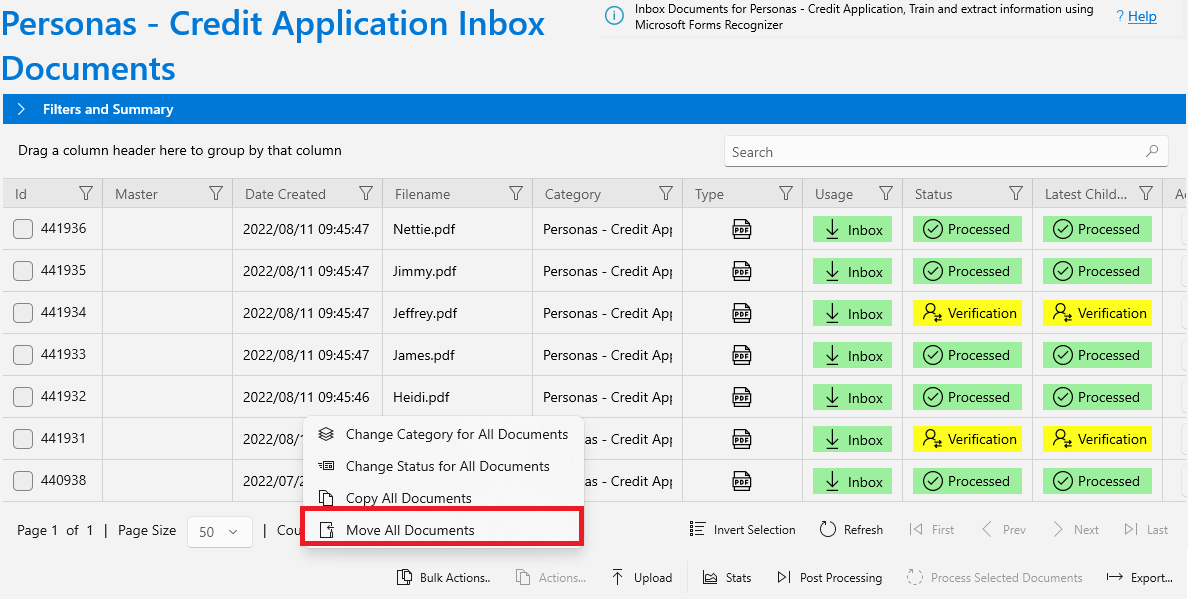 Personas - Credit Application Inbox
Documents
Inbox Documents for Personas - Credit Application, Train and extract information using
Microsoft Forms Recognizer
? Help
Filters and Summary
Drag a column header here to group by that column
Search
Id Master Date Created Filename Category Type Usage Status Latest Child... Ac
441936 2022/08/11 09:45:47 Nettie.pdf Personas - Credit App PDF Inbox Processed Processed
441935 2022/08/11 09:45:47 Jimmy.pdf Personas - Credit App PDF Inbox Processed Processed
441934 2022/08/11 09:45:47 Jeffrey.pdf Personas - Credit App PDF Inbox Verification Verification
441933 2022/08/11 09:45:47 James.pdf Personas - Credit App PDF Inbox Processed Processed
441932 2022/08/11 09:45:46 Heidi.pdf Personas - Credit App PDF Inbox Processed Processed
441931 2022/08/1 as - Credit App PDF Inbox Verification Verification
440938 2022/07/2 as - Credit App PDF Inbox Processed Processed
Change Category for All Documents
Change Status for All Documents
Copy All Documents
Move All Documents
Page 1 of 1 | Page Size 50 | Cou Invert Selection Refresh First Prev Next Last
Bulk Actions.. Actions... Upload Stats Post Processing Process Selected Documents Export...